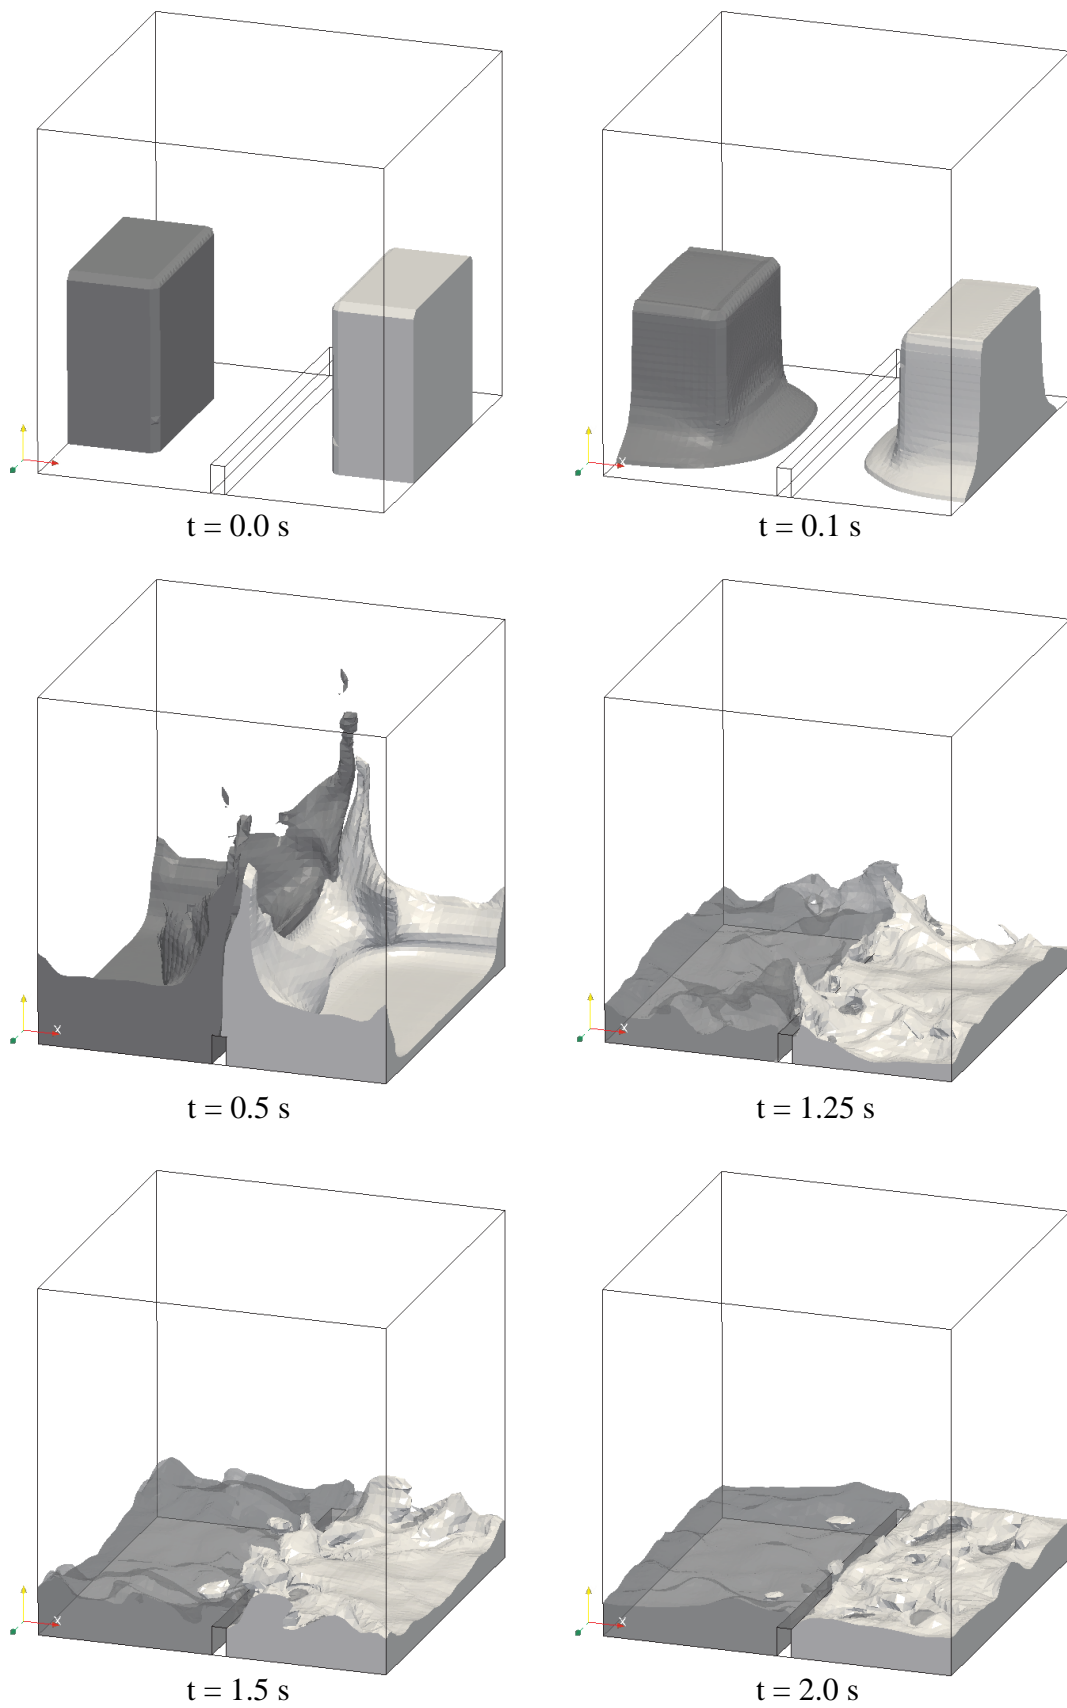 t = 0.0 s
X
t = 0.1 s
X
t = 0.5 s
X
t = 1.25 s
X
t = 1.5 s
X
t = 2.0 s